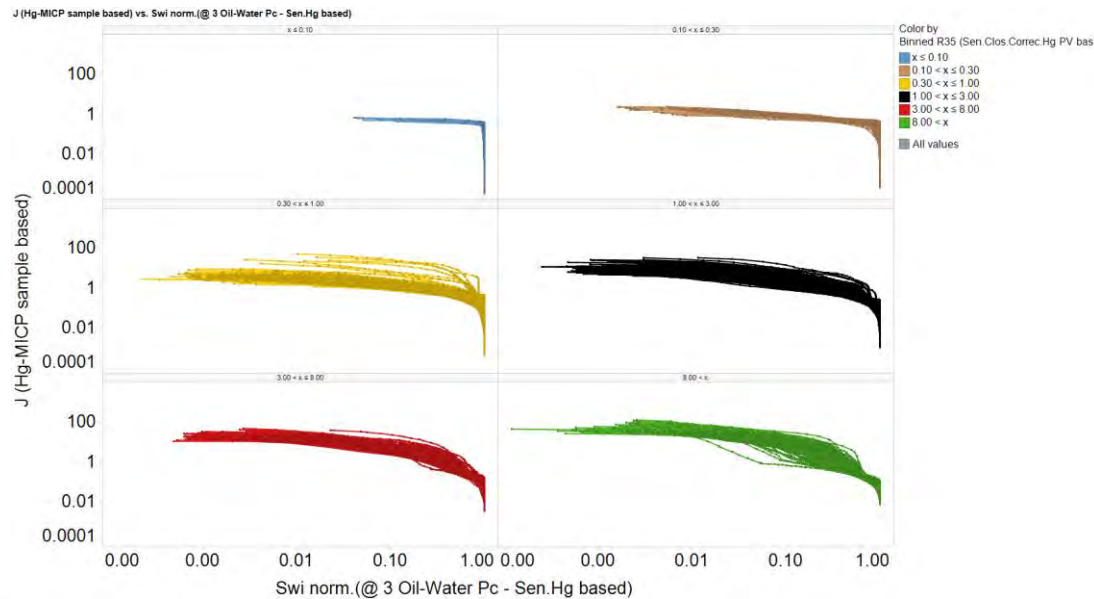 J (Hg-MICP sample based) vs. Swi norm.(@ 3 Oil-Water Pc - Sen.Hg based)
x ≤ 0.10
0.10 < x ≤ 0.30
Color by
Binned R35 (Sen.Clos.Correc.Hg PV bas
x ≤ 0.10
0.10 < x ≤ 0.30
0.30 < x ≤ 1.00
1.00 < x ≤ 3.00
3.00 < x ≤ 8.00
8.00 < x
All values
100
1
0.01
0.0001
0.30 < x ≤ 1.00
1.00 < x ≤ 3.00
J (Hg-MICP sample based)
100
1
0.01
0.0001
3.00 < x ≤ 8.00
8.00 < x
100
1
0.01
0.0001
0.00 0.00 0.01 0.10 1.00 0.00 0.00 0.01 0.10 1.00
Swi norm.(@ 3 Oil-Water Pc - Sen.Hg based)